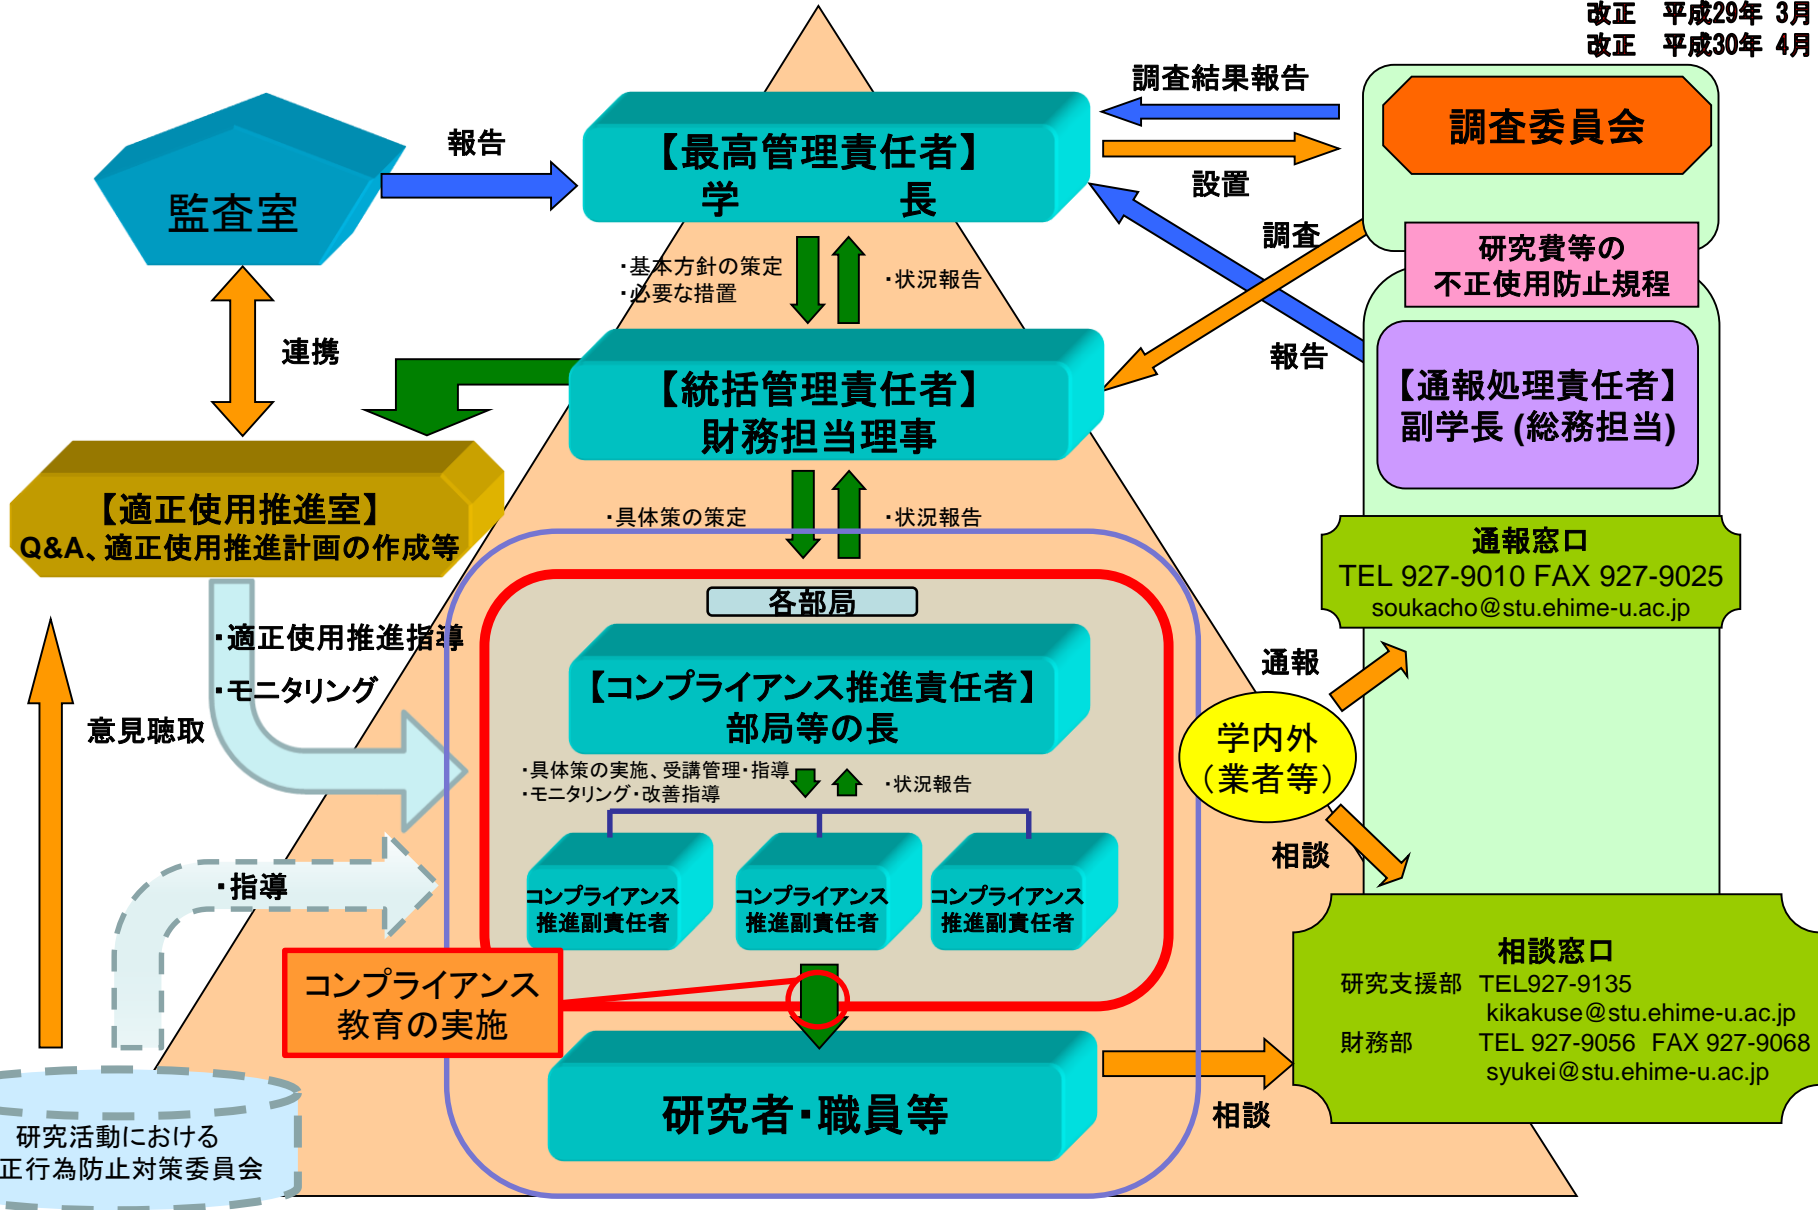 改正　平成29年 3月
改正　平成30年 4月
調査結果報告
調査委員会
報告
【最高管理責任者】
学　長
設置
監査室
調査
研究費等の
不正使用防止規程
・基本方針の策定
・必要な措置
・状況報告
連携
報告
【統括管理責任者】
財務担当理事
【通報処理責任者】
副学長 (総務担当)
【適正使用推進室】
Q&A、適正使用推進計画の作成等
・具体策の策定
・状況報告
通報窓口
TEL 927-9010 FAX 927-9025
soukacho@stu.ehime-u.ac.jp
各部局
・適正使用推進指導
・モニタリング
通報
【コンプライアンス推進責任者】
部局等の長
意見聴取
学内外
（業者等）
・具体策の実施、受講管理・指導
・モニタリング・改善指導
・状況報告
相談
・指導
コンプライアンス
推進副責任者
コンプライアンス
推進副責任者
コンプライアンス
推進副責任者
相談窓口
研究支援部　TEL927-9135
kikakuse@stu.ehime-u.ac.jp
財務部　TEL 927-9056 FAX 927-9068
syukei@stu.ehime-u.ac.jp
コンプライアンス
教育の実施
研究者・職員等
相談
研究活動における
正行為防止対策委員会